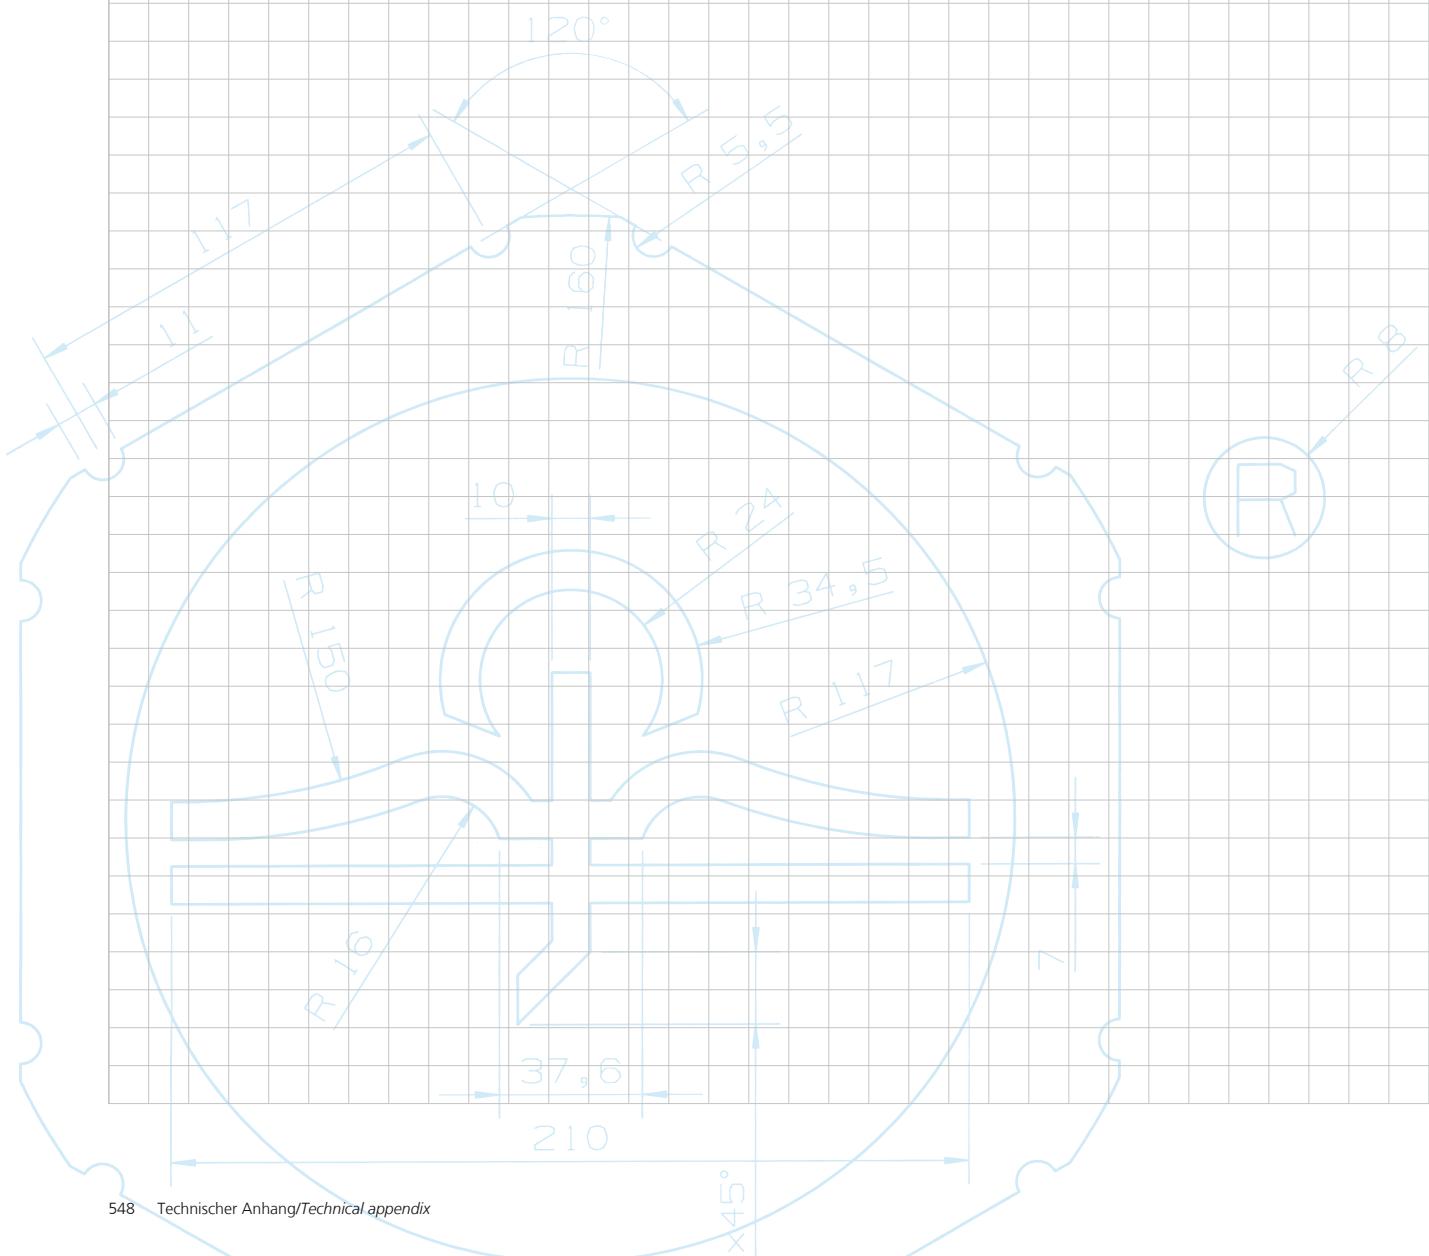 120°
R 5,5
117
11
R 160
R 8
R
10
R 24
R 34,5
R 150
R 117
7
R 16
37,6
210
x45°
548 Technischer Anhang/Technical appendix